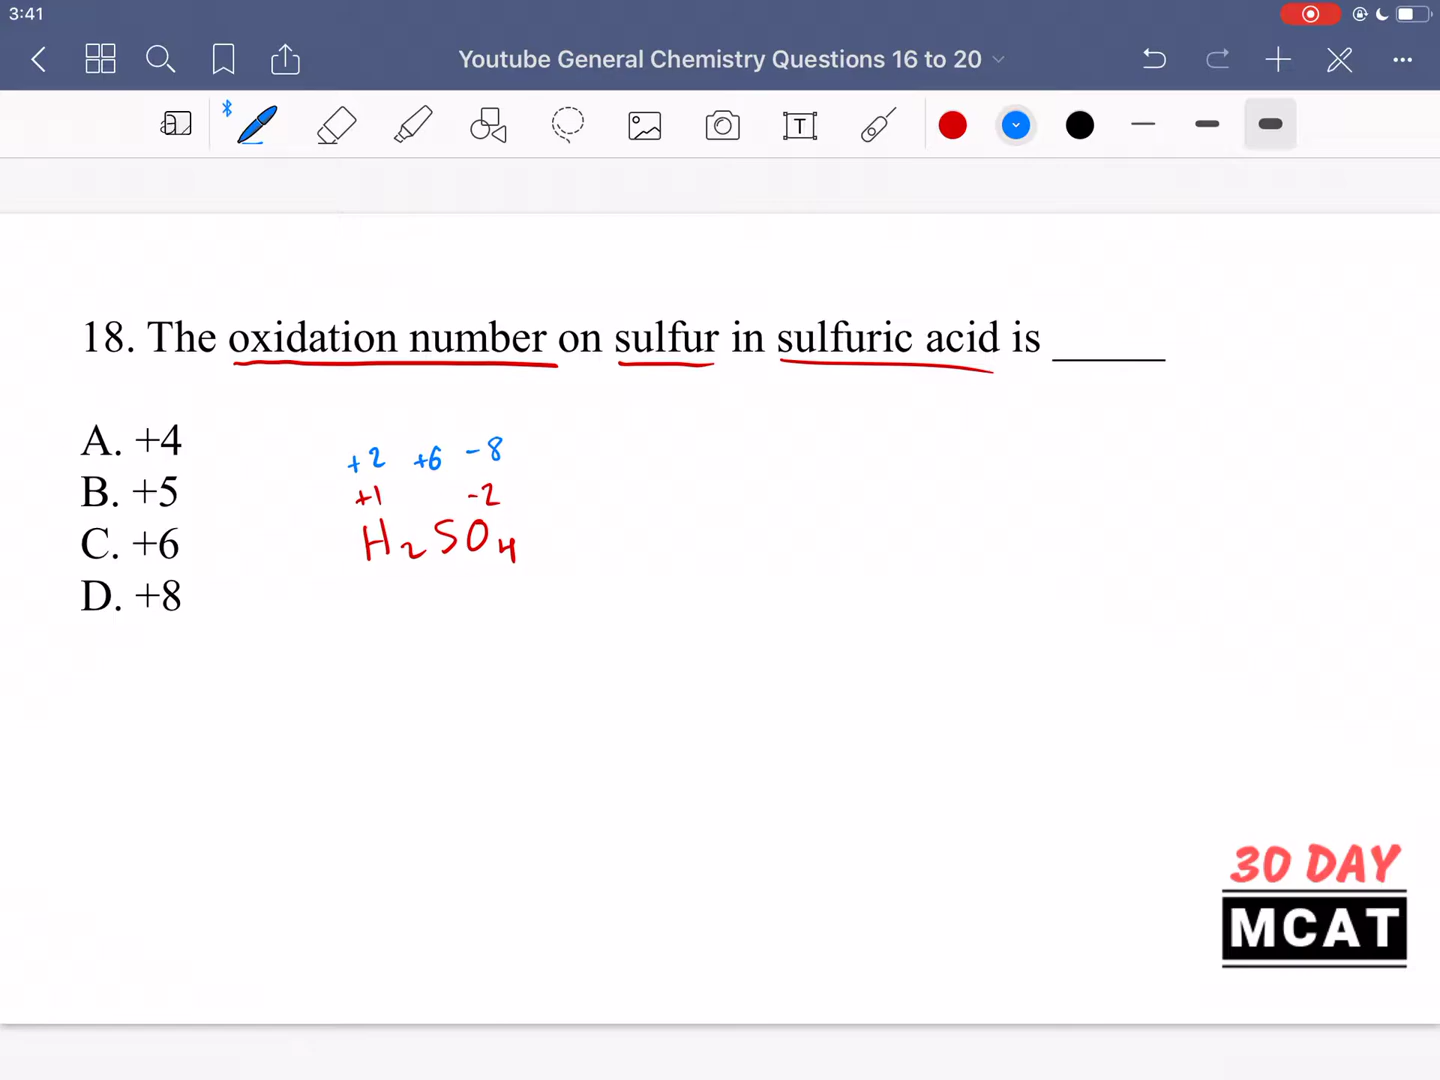 3:41
Youtube General Chemistry Questions 16 to 20
a
T
18. The oxidation number on sulfur in sulfuric acid is _____
A. +4
B. +5
C. +6
D. +8
+2 +6 -8
+1 -2
H₂SO₄
30 DAY
MCAT